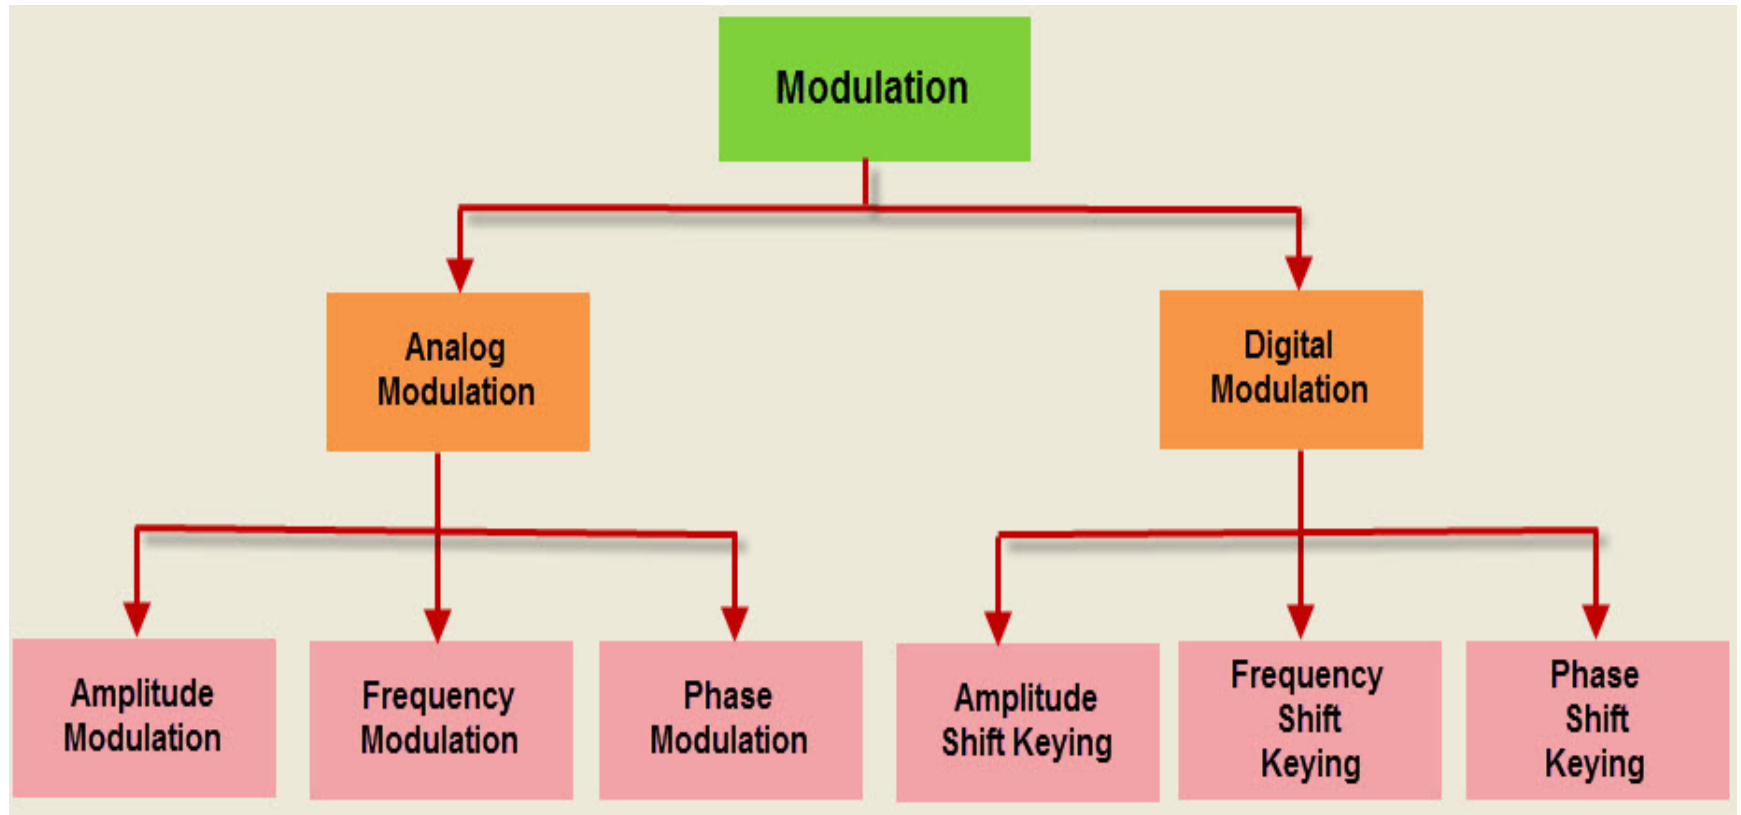 Modulation
Analog
Modulation
Digital
Modulation
Amplitude
Modulation
Frequency
Modulation
Phase
Modulation
Amplitude
Shift Keying
Frequency
Shift
Keying
Phase
Shift
Keying